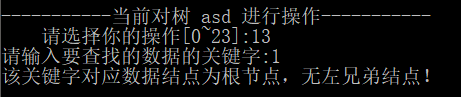 -----------当前对树 asd 进行操作-----------
请选择你的操作[0~23]:13
请输入要查找的数据的关键字:1
该关键字对应数据结点为根节点，无左兄弟结点！